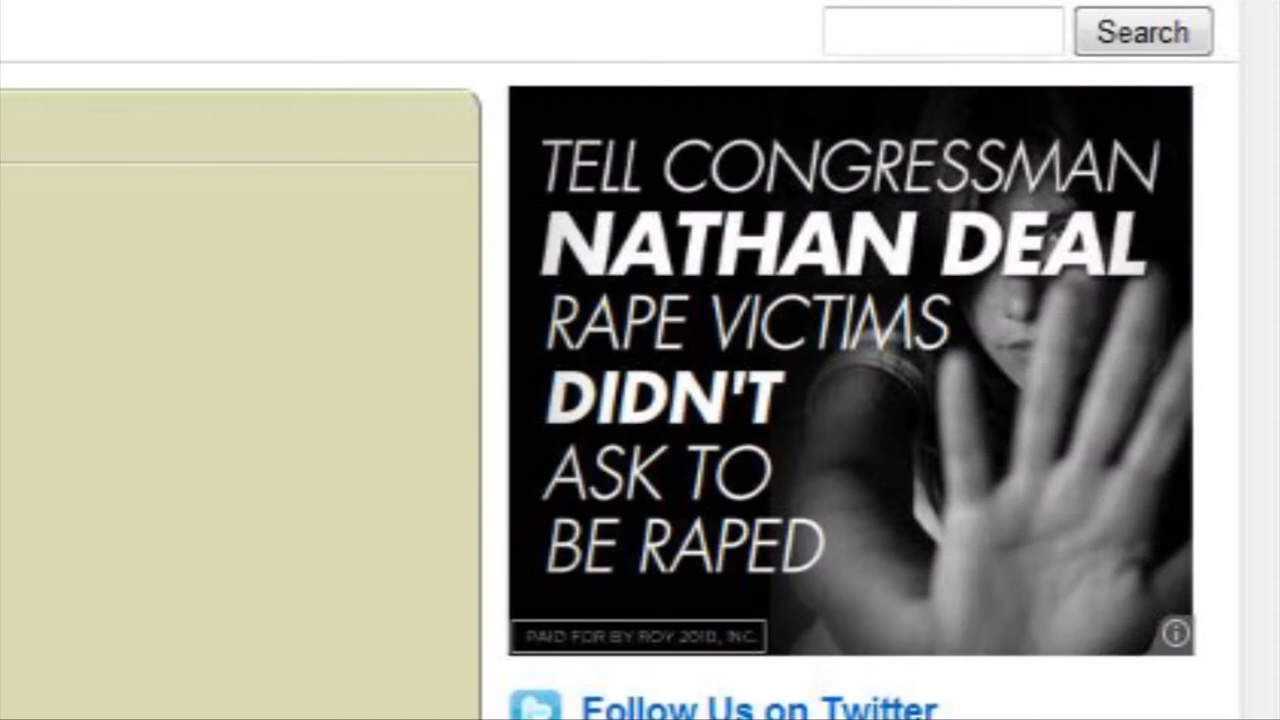 Search
TELL CONGRESSMAN
NATHAN DEAL
RAPE VICTIMS
DIDN'T
ASK TO
BE RAPED
PAID FOR BY ROY 2010, INC.
Follow Us on Twitter